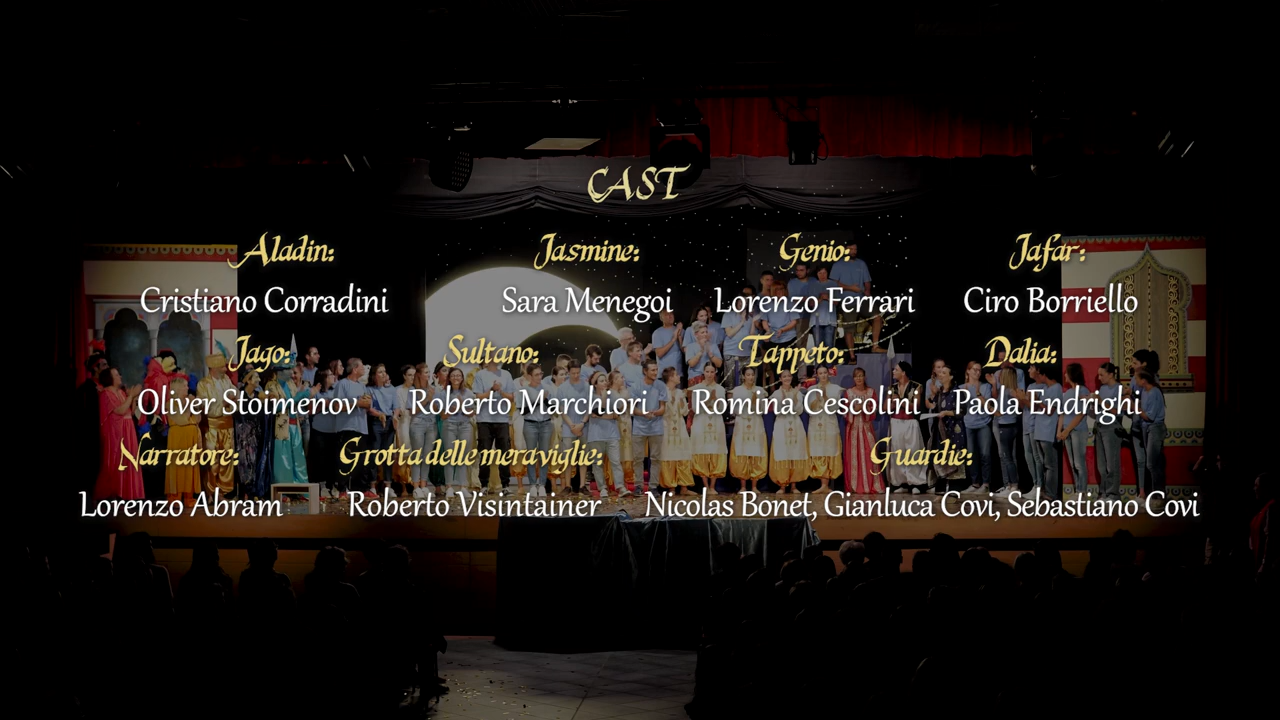 CAST
Aladin: Jasmine: Genio: Jafar:
Cristiano Corradini Sara Menegoi Lorenzo Ferrari Ciro Borriello
Jago: Sultano: Tappeto: Dalia:
Oliver Stoimenov Roberto Marchiori Romina Cescolini Paola Endrighi
Narratore: Grotta delle meraviglie: Guardie:
Lorenzo Abram Roberto Visintainer Nicolas Bonet, Gianluca Covi, Sebastiano Covi